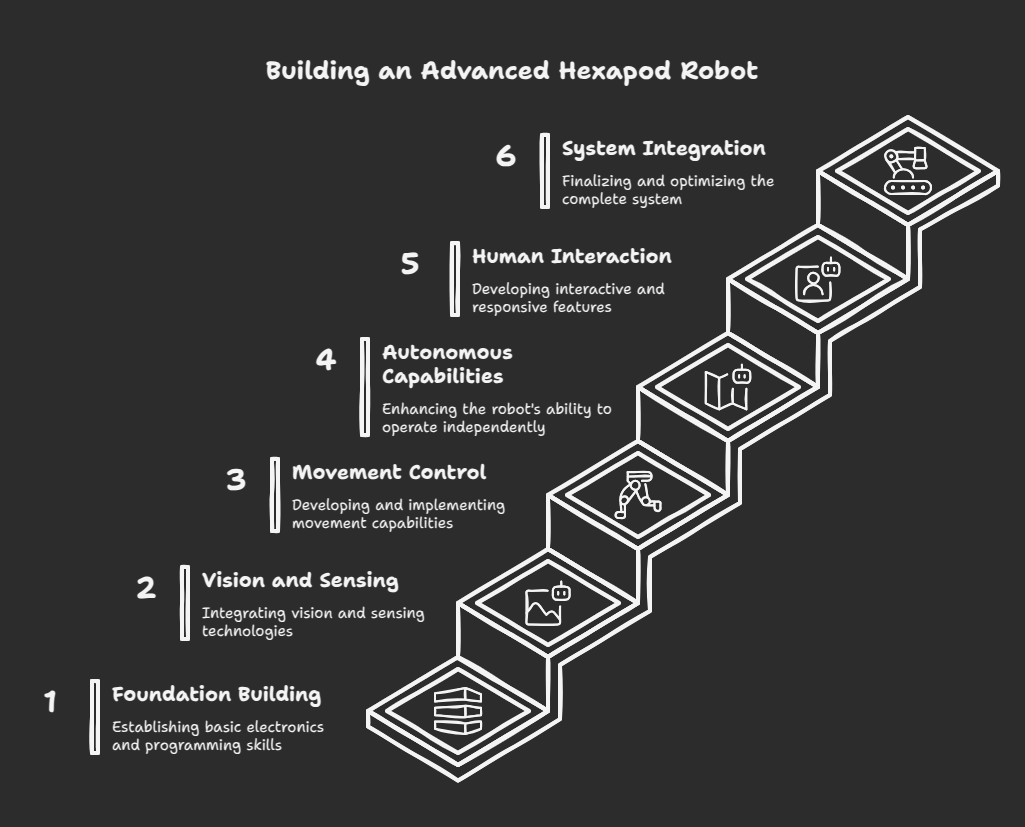 Building an Advanced Hexapod Robot
6
System Integration
Finalizing and optimizing the
complete system
5
Human Interaction
Developing interactive and
responsive features
4
Autonomous
Capabilities
Enhancing the robot's ability to
operate independently
3
Movement Control
Developing and implementing
movement capabilities
2
Vision and Sensing
Integrating vision and sensing
technologies
1
Foundation Building
Establishing basic electronics
and programming skills